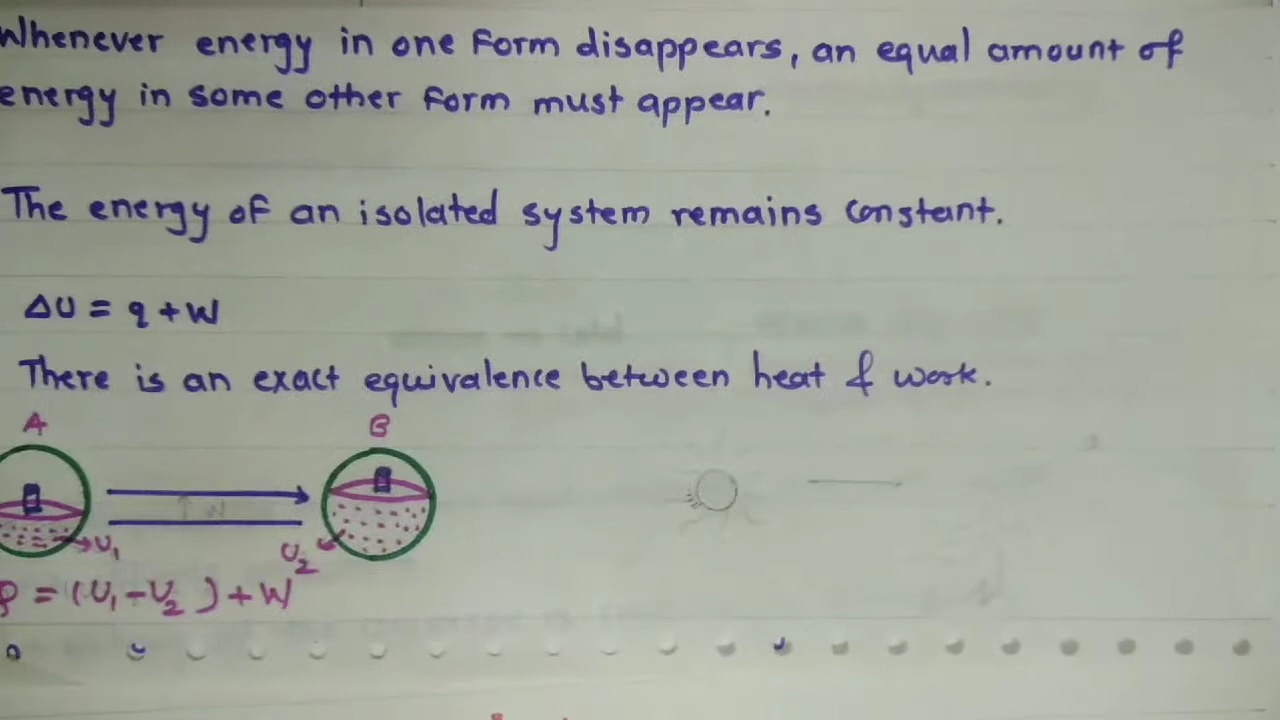 Whenever energy in one form disappears, an equal amount of
energy in some other form must appear.
The energy of an isolated system remains constant.
ΔU = q + W
There is an exact equivalence between heat & work.
A B
U₁ U₂
= (U₁ - U₂) + W